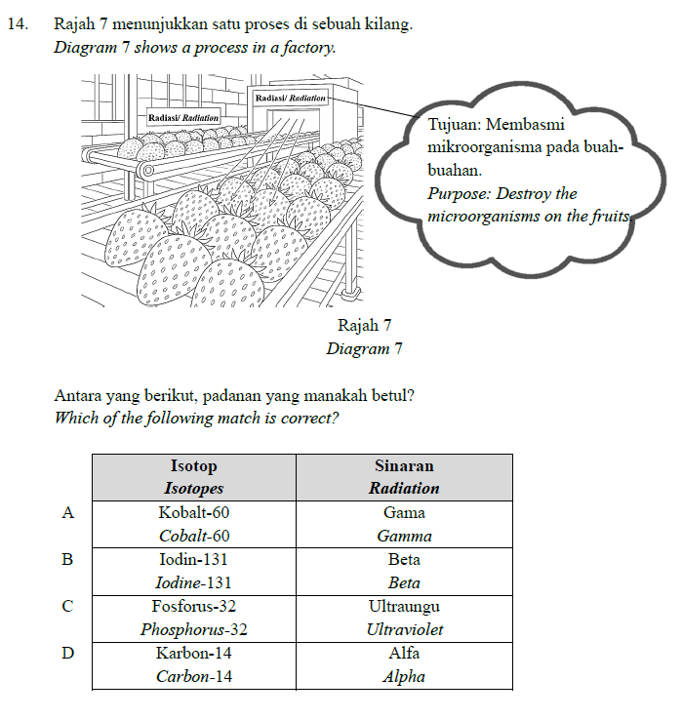 14. Rajah 7 menunjukkan satu proses di sebuah kilang.
Diagram 7 shows a process in a factory.
Radiasi/ Radiation
Radiasi/ Radiation
Tujuan: Membasmi
mikroorganisma pada buah-
buahan.
Purpose: Destroy the
microorganisms on the fruits.
Rajah 7
Diagram 7
Antara yang berikut, padanan yang manakah betul?
Which of the following match is correct?
Isotop Sinaran
Isotopes Radiation
A Kobalt-60 Gama
Cobalt-60 Gamma
B Iodin-131 Beta
Iodine-131 Beta
C Fosforus-32 Ultraungu
Phosphorus-32 Ultraviolet
D Karbon-14 Alfa
Carbon-14 Alpha